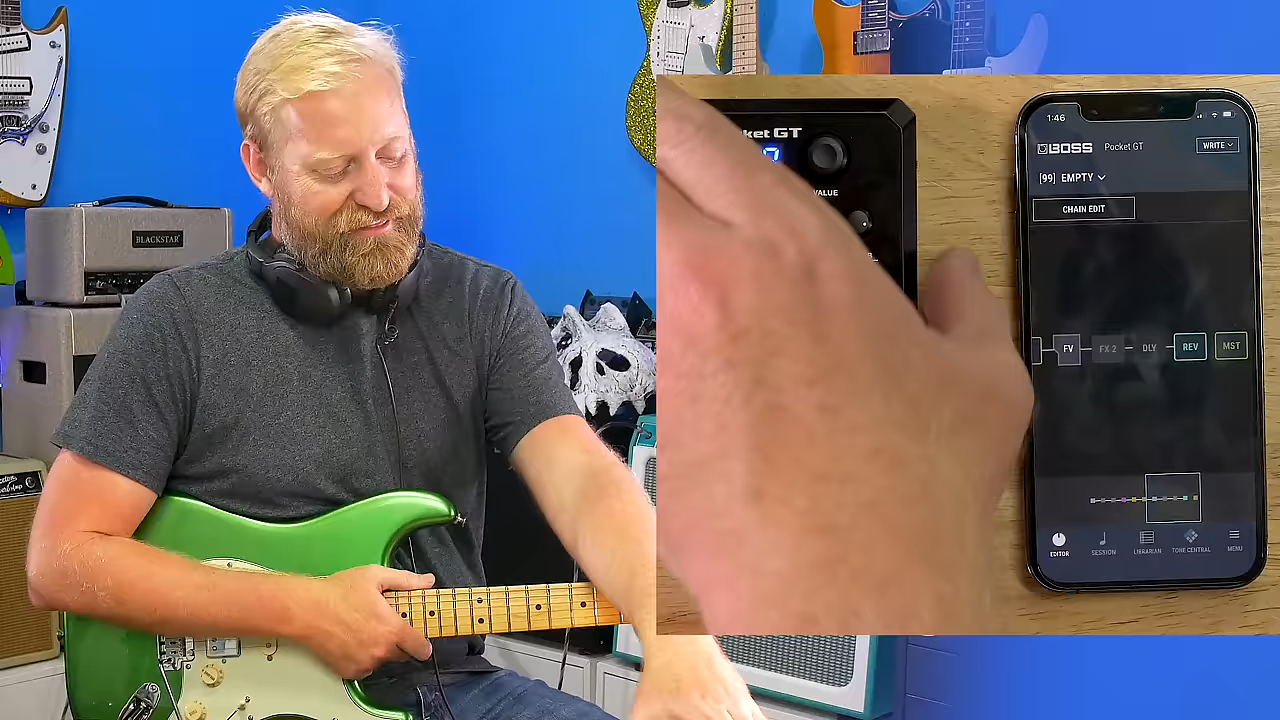 BLACKSTAR
ket GT
VALUE
1:46
BOSS Pocket GT WRITE
[99] EMPTY
CHAIN EDIT
FV FX 2 DLY REV MST
EDITOR SESSION LIBRARIAN TONE CENTRAL MENU